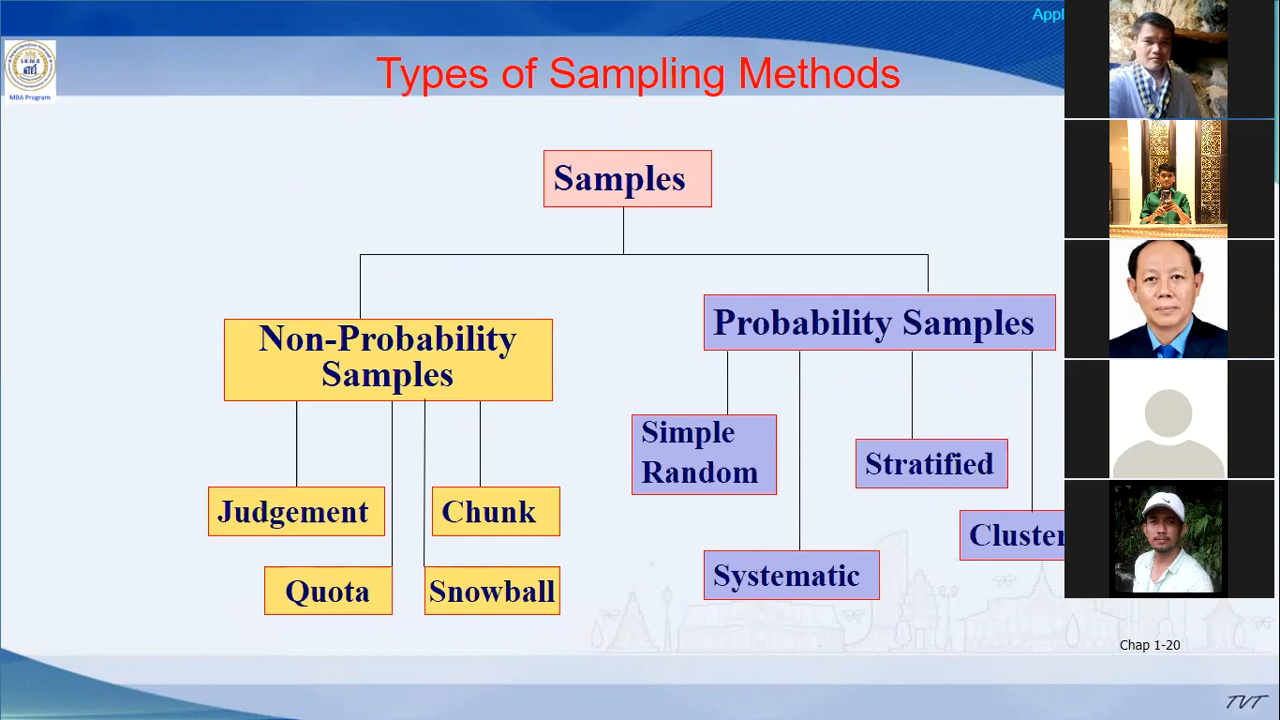 Appl
Types of Sampling Methods
MBA Program
Samples
Non-Probability
Samples
Probability Samples
Simple
Random
Stratified
Judgement
Chunk
Cluster
Quota
Snowball
Systematic
Chap 1-20
TVT